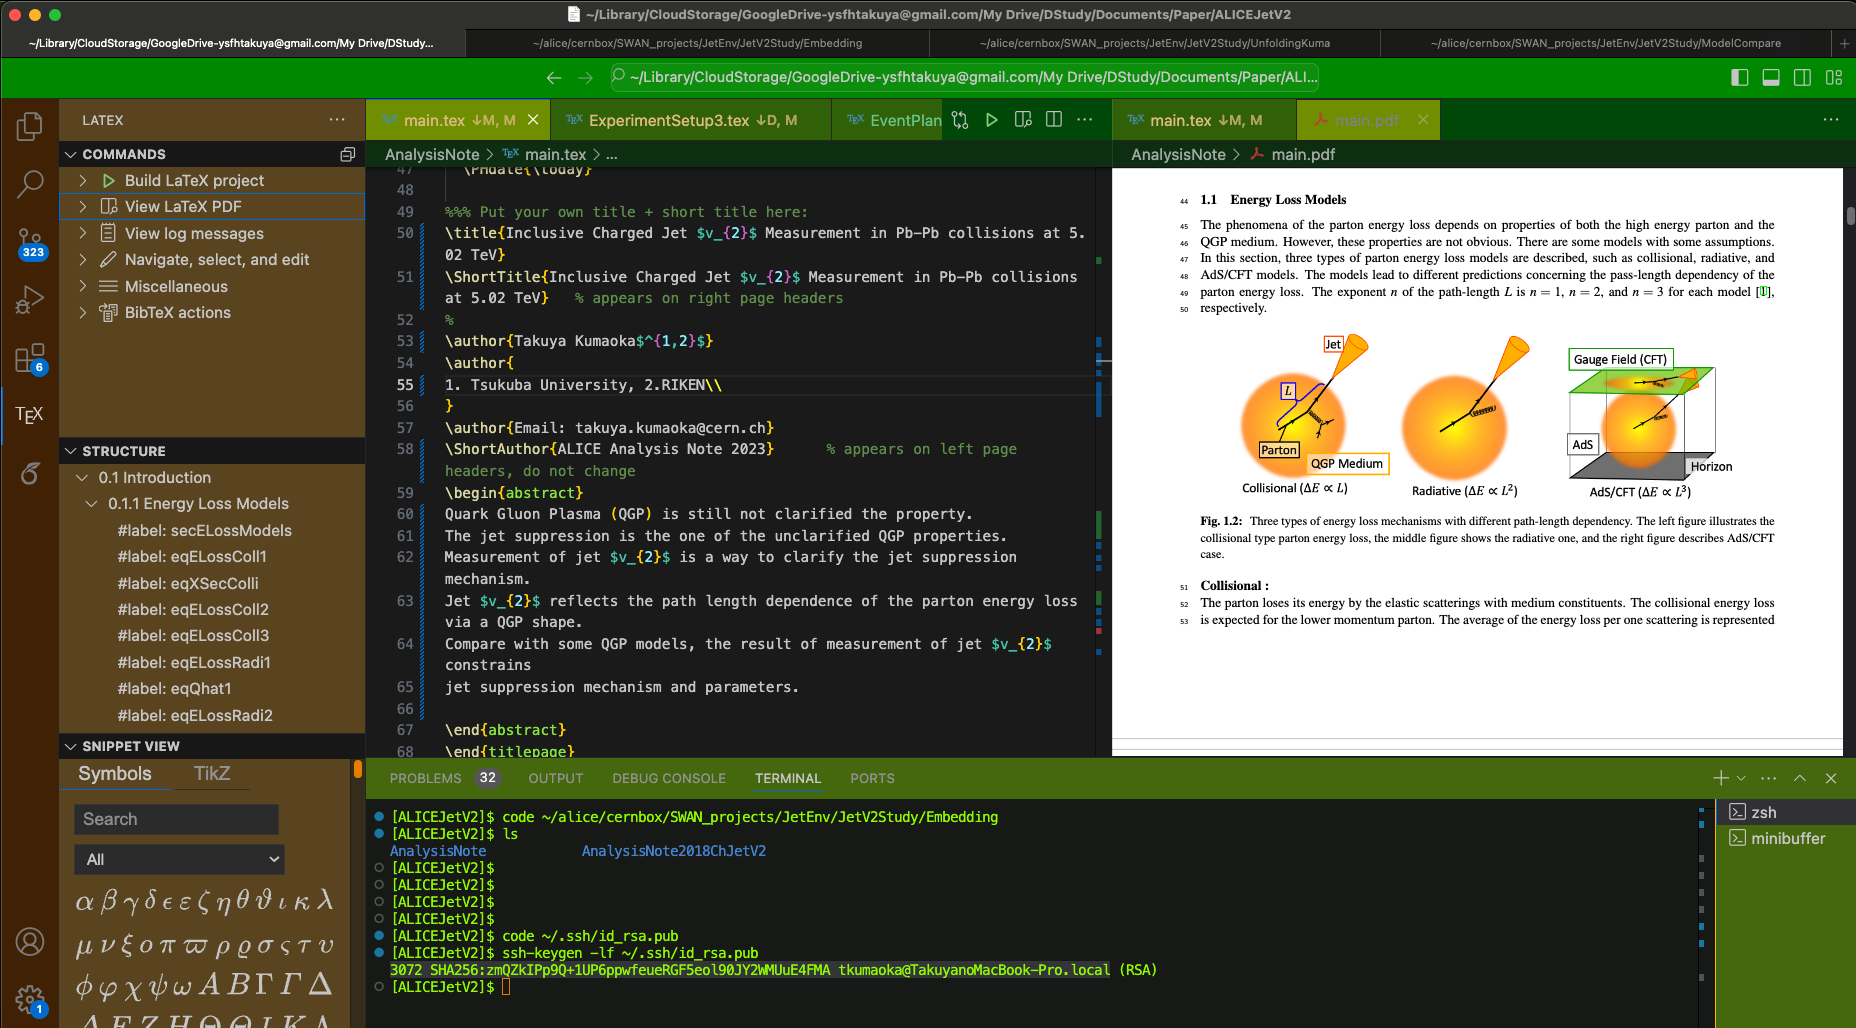 ~/Library/CloudStorage/GoogleDrive-ysfhtakuya@gmail.com/My Drive/DStudy/Documents/Paper/ALICEJetV2
~/Library/CloudStorage/GoogleDrive-ysfhtakuya@gmail.com/My Drive/DStudy... ~/alice/cernbox/SWAN_projects/JetEnv/JetV2Study/Embedding ~/alice/cernbox/SWAN_projects/JetEnv/JetV2Study/UnfoldingKuma ~/alice/cernbox/SWAN_projects/JetEnv/JetV2Study/ModelCompare
~/Library/CloudStorage/GoogleDrive-ysfhtakuya@gmail.com/My Drive/DStudy/Documents/Paper/ALI...
LATEX
COMMANDS
Build LaTeX project
View LaTeX PDF
View log messages
Navigate, select, and edit
Miscellaneous
BibTeX actions
323
6
TEX
1
STRUCTURE
0.1 Introduction
0.1.1 Energy Loss Models
#label: secELossModels
#label: eqELossColl1
#label: eqXSecColli
#label: eqELossColl2
#label: eqELossColl3
#label: eqELossRadi1
#label: eqQhat1
#label: eqELossRadi2
SNIPPET VIEW
Symbols TikZ
Search
All
α β γ δ ϵ ε ζ η θ ϑ ι κ λ
μ ν ξ ο π ϖ ρ ϱ σ ς τ υ
ϕ φ χ ψ ω A B Γ Γ Δ
Δ E Z H Θ Θ I K Λ
TEX main.tex ↓M, M TEX ExperimentSetup3.tex ↓D, M TEX EventPlan
AnalysisNote > TEX main.tex > ...
47 \PHdate{\today}
48
49 %%% Put your own title + short title here:
50 \title{Inclusive Charged Jet $v_{2}$ Measurement in Pb-Pb collisions at 5.
02 TeV}
51 \ShortTitle{Inclusive Charged Jet $v_{2}$ Measurement in Pb-Pb collisions
at 5.02 TeV} % appears on right page headers
52 %
53 \author{Takuya Kumaoka$^{1,2}$}
54 \author{
55 1. Tsukuba University, 2.RIKEN\\
56 }
57 \author{Email: takuya.kumaoka@cern.ch}
58 \ShortAuthor{ALICE Analysis Note 2023} % appears on left page
headers, do not change
59 \begin{abstract}
60 Quark Gluon Plasma (QGP) is still not clarified the property.
61 The jet suppression is the one of the unclarified QGP properties.
62 Measurement of jet $v_{2}$ is a way to clarify the jet suppression
mechanism.
63 Jet $v_{2}$ reflects the path length dependence of the parton energy loss
via a QGP shape.
64 Compare with some QGP models, the result of measurement of jet $v_{2}$
constrains
65 jet suppression mechanism and parameters.
66
67 \end{abstract}
68 \end{titlepage}
TEX main.tex ↓M, M main.pdf
AnalysisNote > main.pdf
44 1.1 Energy Loss Models
45 The phenomena of the parton energy loss depends on properties of both the high energy parton and the
46 QGP medium. However, these properties are not obvious. There are some models with some assumptions.
47 In this section, three types of parton energy loss models are described, such as collisional, radiative, and
48 AdS/CFT models. The models lead to different predictions concerning the pass-length dependency of the
49 parton energy loss. The exponent n of the path-length L is n = 1, n = 2, and n = 3 for each model [1],
50 respectively.
Jet
L
Parton
QGP Medium
Collisional (ΔE ∝ L)
Radiative (ΔE ∝ L²)
Gauge Field (CFT)
AdS
Horizon
AdS/CFT (ΔE ∝ L³)
Fig. 1.2: Three types of energy loss mechanisms with different path-length dependency. The left figure illustrates the
collisional type parton energy loss, the middle figure shows the radiative one, and the right figure describes AdS/CFT
case.
51 Collisional :
52 The parton loses its energy by the elastic scatterings with medium constituents. The collisional energy loss
53 is expected for the lower momentum parton. The average of the energy loss per one scattering is represented
PROBLEMS 32 OUTPUT DEBUG CONSOLE TERMINAL PORTS
[ALICEJetV2]$ code ~/alice/cernbox/SWAN_projects/JetEnv/JetV2Study/Embedding
[ALICEJetV2]$ ls
AnalysisNote AnalysisNote2018ChJetV2
[ALICEJetV2]$
[ALICEJetV2]$
[ALICEJetV2]$
[ALICEJetV2]$
[ALICEJetV2]$ code ~/.ssh/id_rsa.pub
[ALICEJetV2]$ ssh-keygen -lf ~/.ssh/id_rsa.pub
3072 SHA256:zmQZkIPp9Q+1UP6ppwfeueRGF5eol90JY2WMUuE4FMA tkumaoka@TakuyanoMacBook-Pro.local (RSA)
[ALICEJetV2]$
zsh
minibuffer